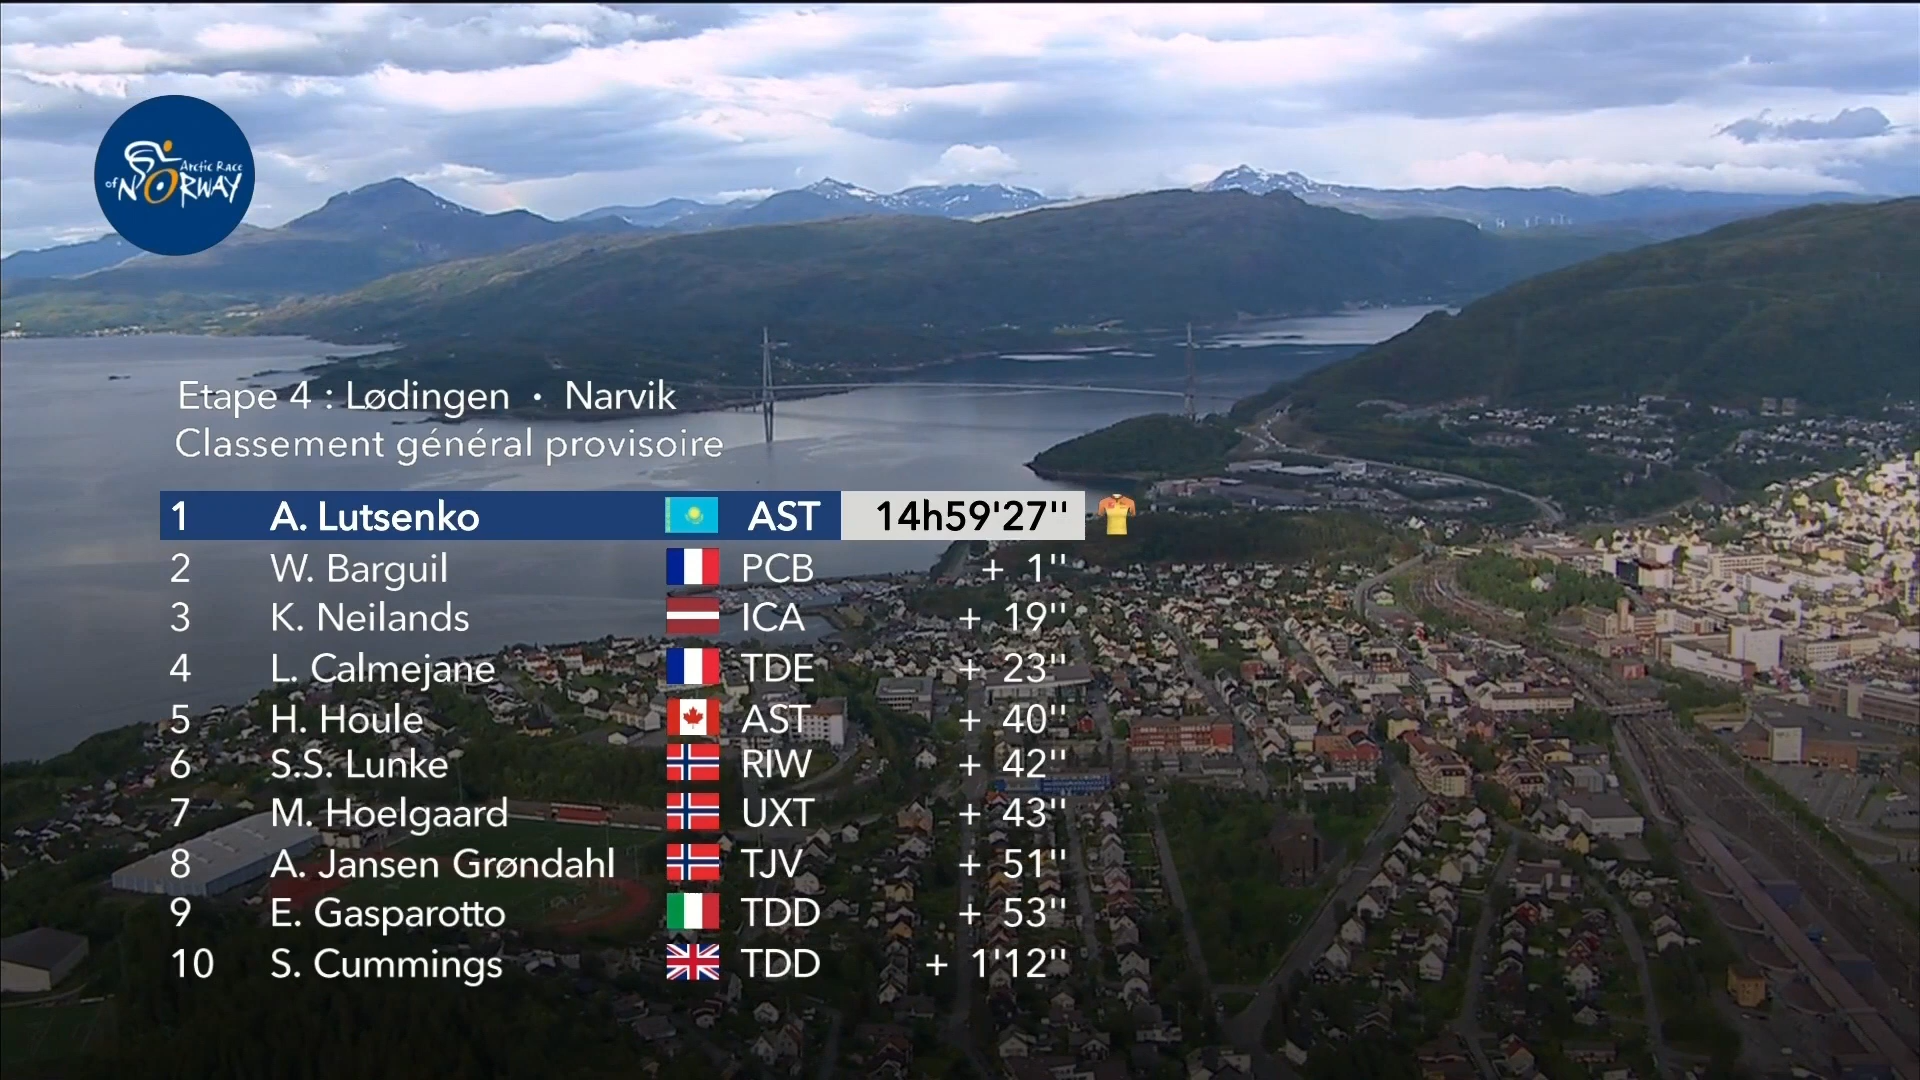 Arctic Race
of NORWAY
Etape 4 : Lødingen · Narvik
Classement général provisoire
1 A. Lutsenko AST 14h59'27''
2 W. Barguil PCB + 1''
3 K. Neilands ICA + 19''
4 L. Calmejane TDE + 23''
5 H. Houle AST + 40''
6 S.S. Lunke RIW + 42''
7 M. Hoelgaard UXT + 43''
8 A. Jansen Grøndahl TJV + 51''
9 E. Gasparotto TDD + 53''
10 S. Cummings TDD + 1'12''